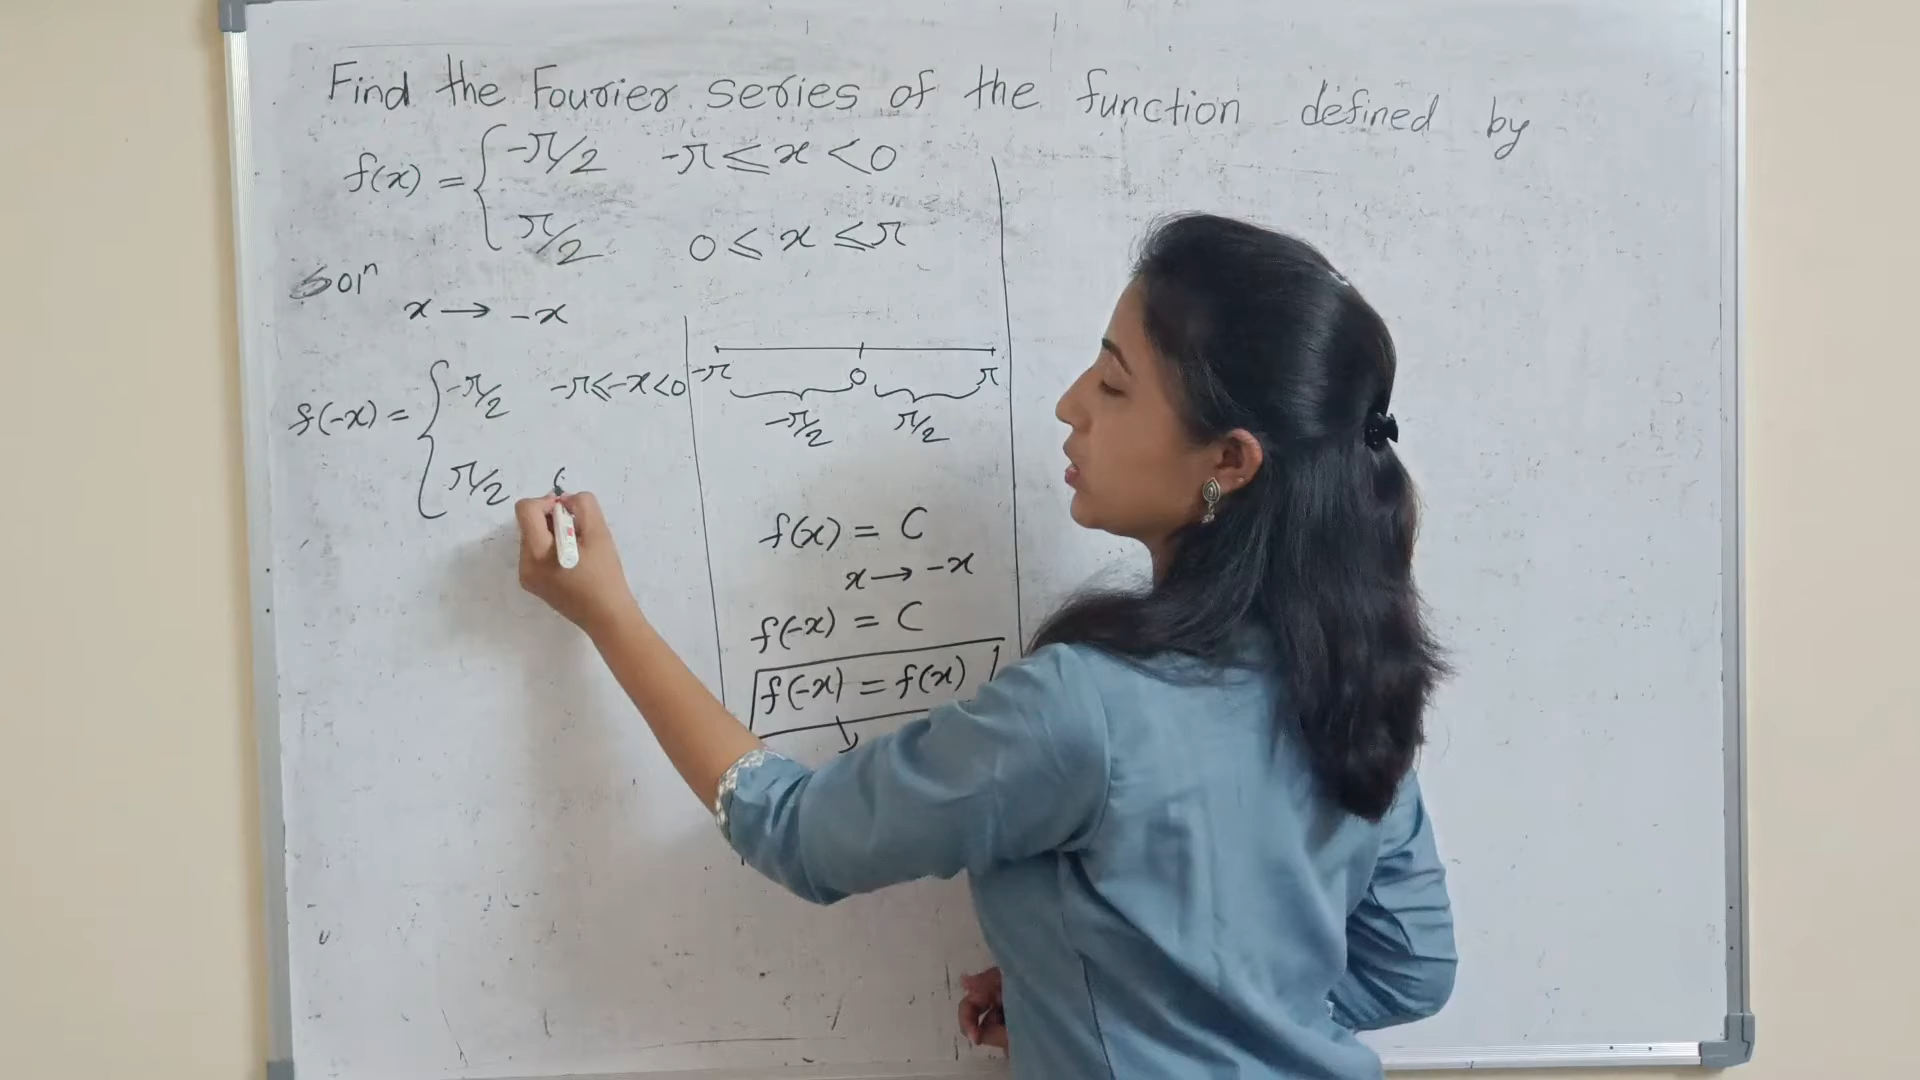 Find the Fourier series of the function defined by
f(x) = { -π/2 -π ≤ x < 0
π/2 0 ≤ x ≤ π
Solⁿ
x → -x
f(-x) = { -π/2 -π ≤ -x < 0
π/2
-π 0 π
-π/2 π/2
f(x) = C
x → -x
f(-x) = C
f(-x) = f(x)